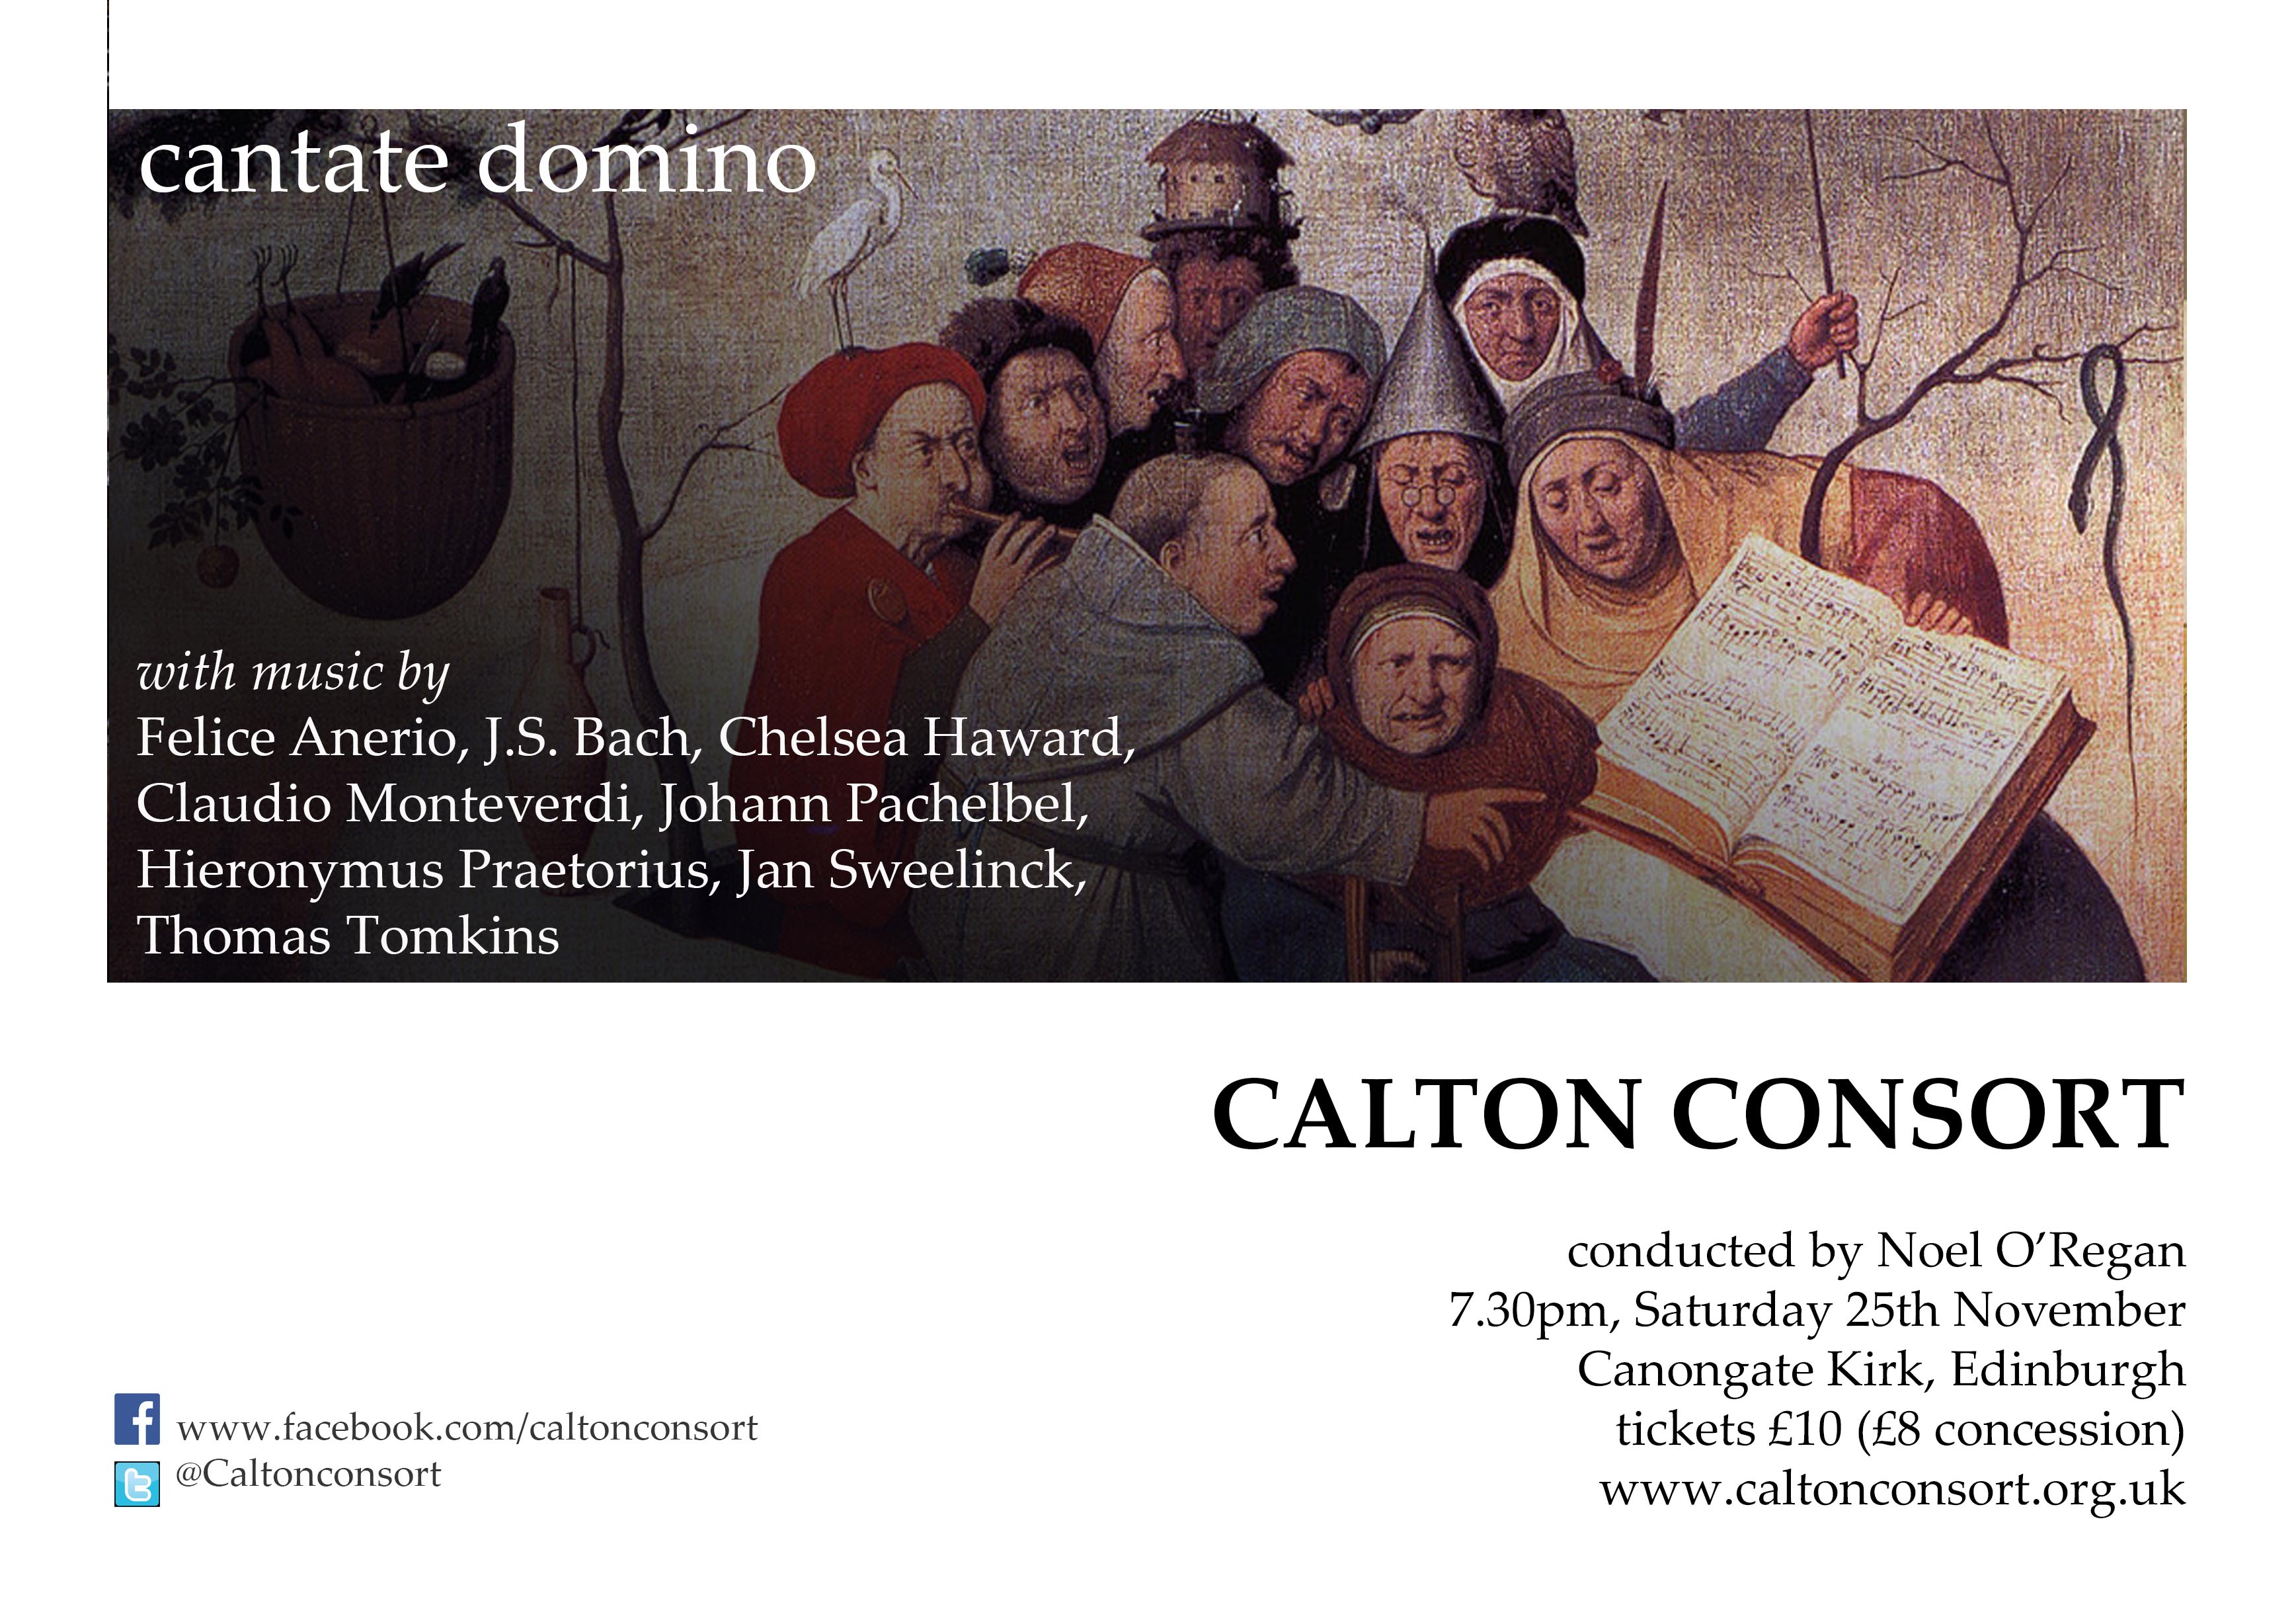 cantate domino
with music by
Felice Anerio, J.S. Bach, Chelsea Haward,
Claudio Monteverdi, Johann Pachelbel,
Hieronymus Praetorius, Jan Sweelinck,
Thomas Tomkins
CALTON CONSORT
conducted by Noel O’Regan
7.30pm, Saturday 25th November
Canongate Kirk, Edinburgh
tickets £10 (£8 concession)
www.caltonconsort.org.uk
www.facebook.com/caltonconsort
@Caltonconsort